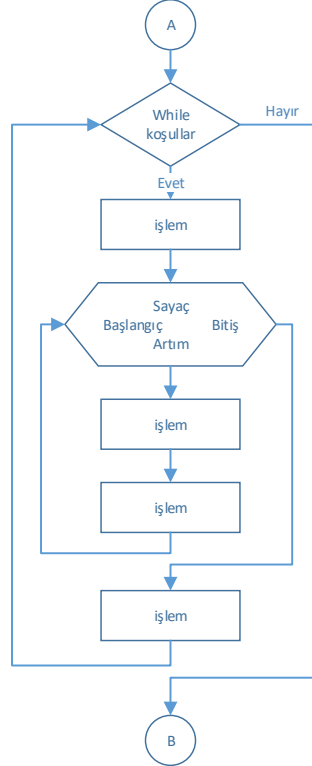 A
While
koşullar
Hayır
Evet
işlem
Sayaç
Başlangıç Bitiş
Artım
işlem
işlem
işlem
B